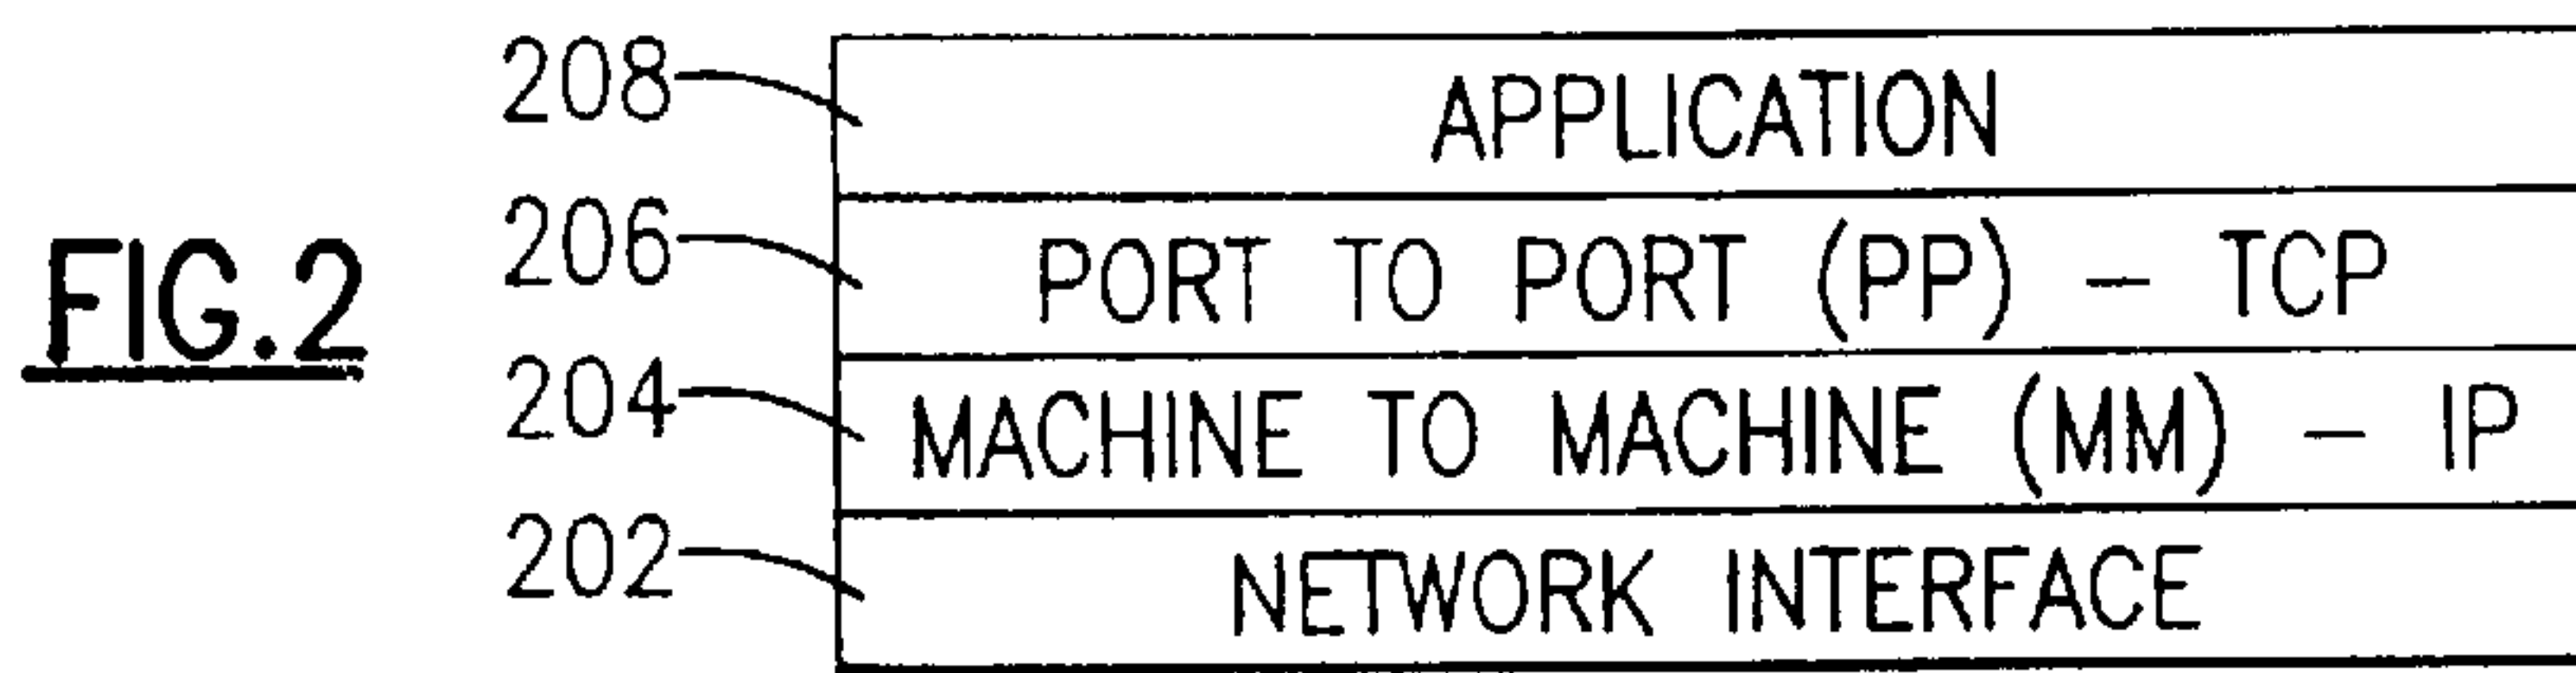 208 APPLICATION
206 PORT TO PORT (PP) – TCP
FIG.2
204 MACHINE TO MACHINE (MM) – IP
202 NETWORK INTERFACE